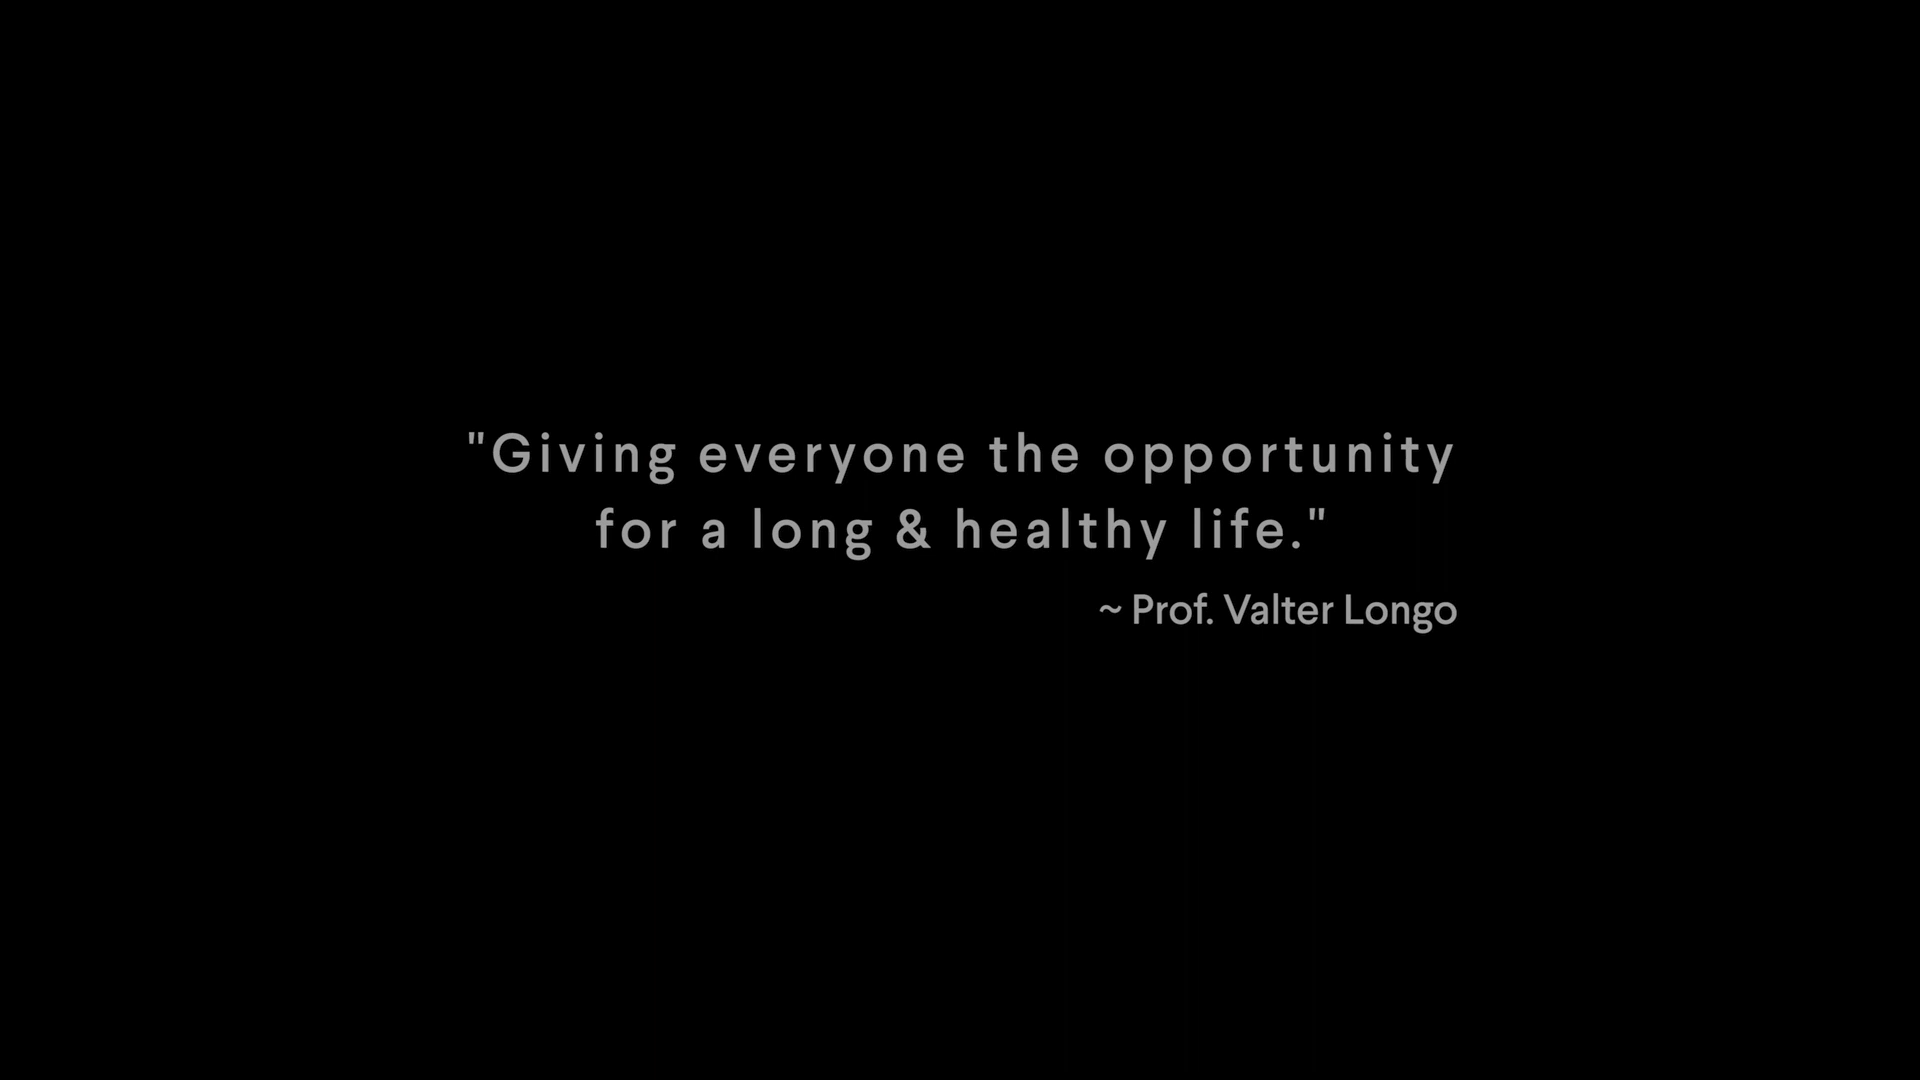 "Giving everyone the opportunity
for a long & healthy life."
~ Prof. Valter Longo